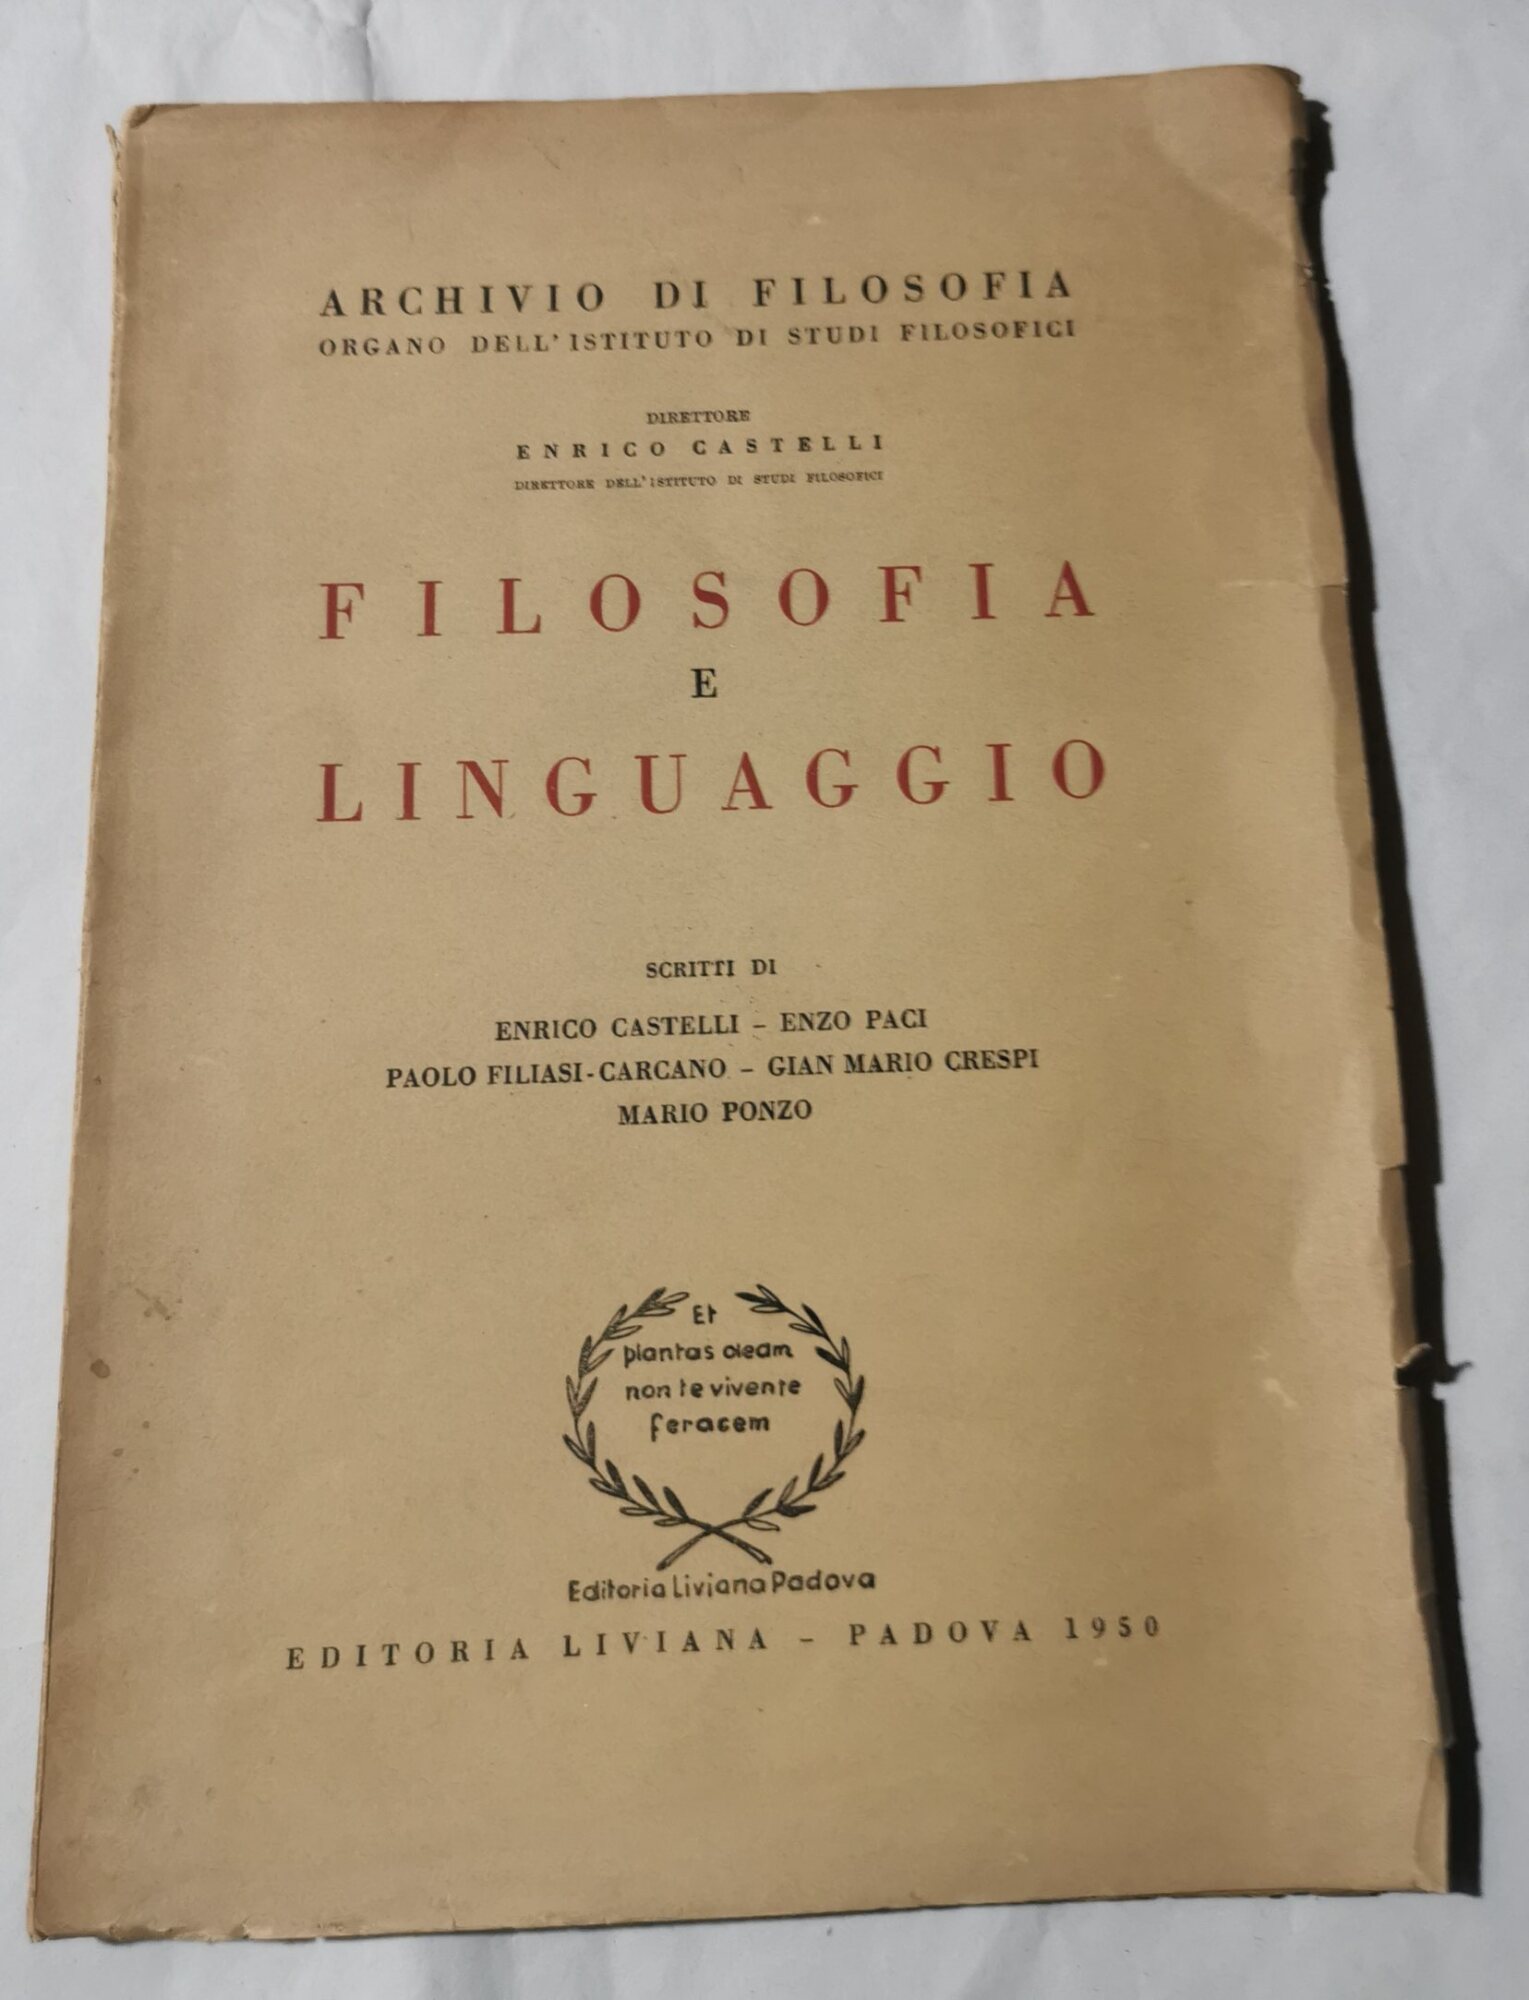 ARCHIVIO DI FILOSOFIA
ORGANO DELL'ISTITUTO DI STUDI FILOSOFICI
DIRETTORE
ENRICO CASTELLI
DIRETTORE DELL'ISTITUTO DI STUDI FILOSOFICI
FILOSOFIA
E
LINGUAGGIO
SCRITTI DI
ENRICO CASTELLI – ENZO PACI
PAOLO FILIASI-CARCANO – GIAN MARIO CRESPI
MARIO PONZO
Et
plantas oleam
non te vivente
feracem
Editoria Liviana Padova
EDITORIA LIVIANA – PADOVA 1950